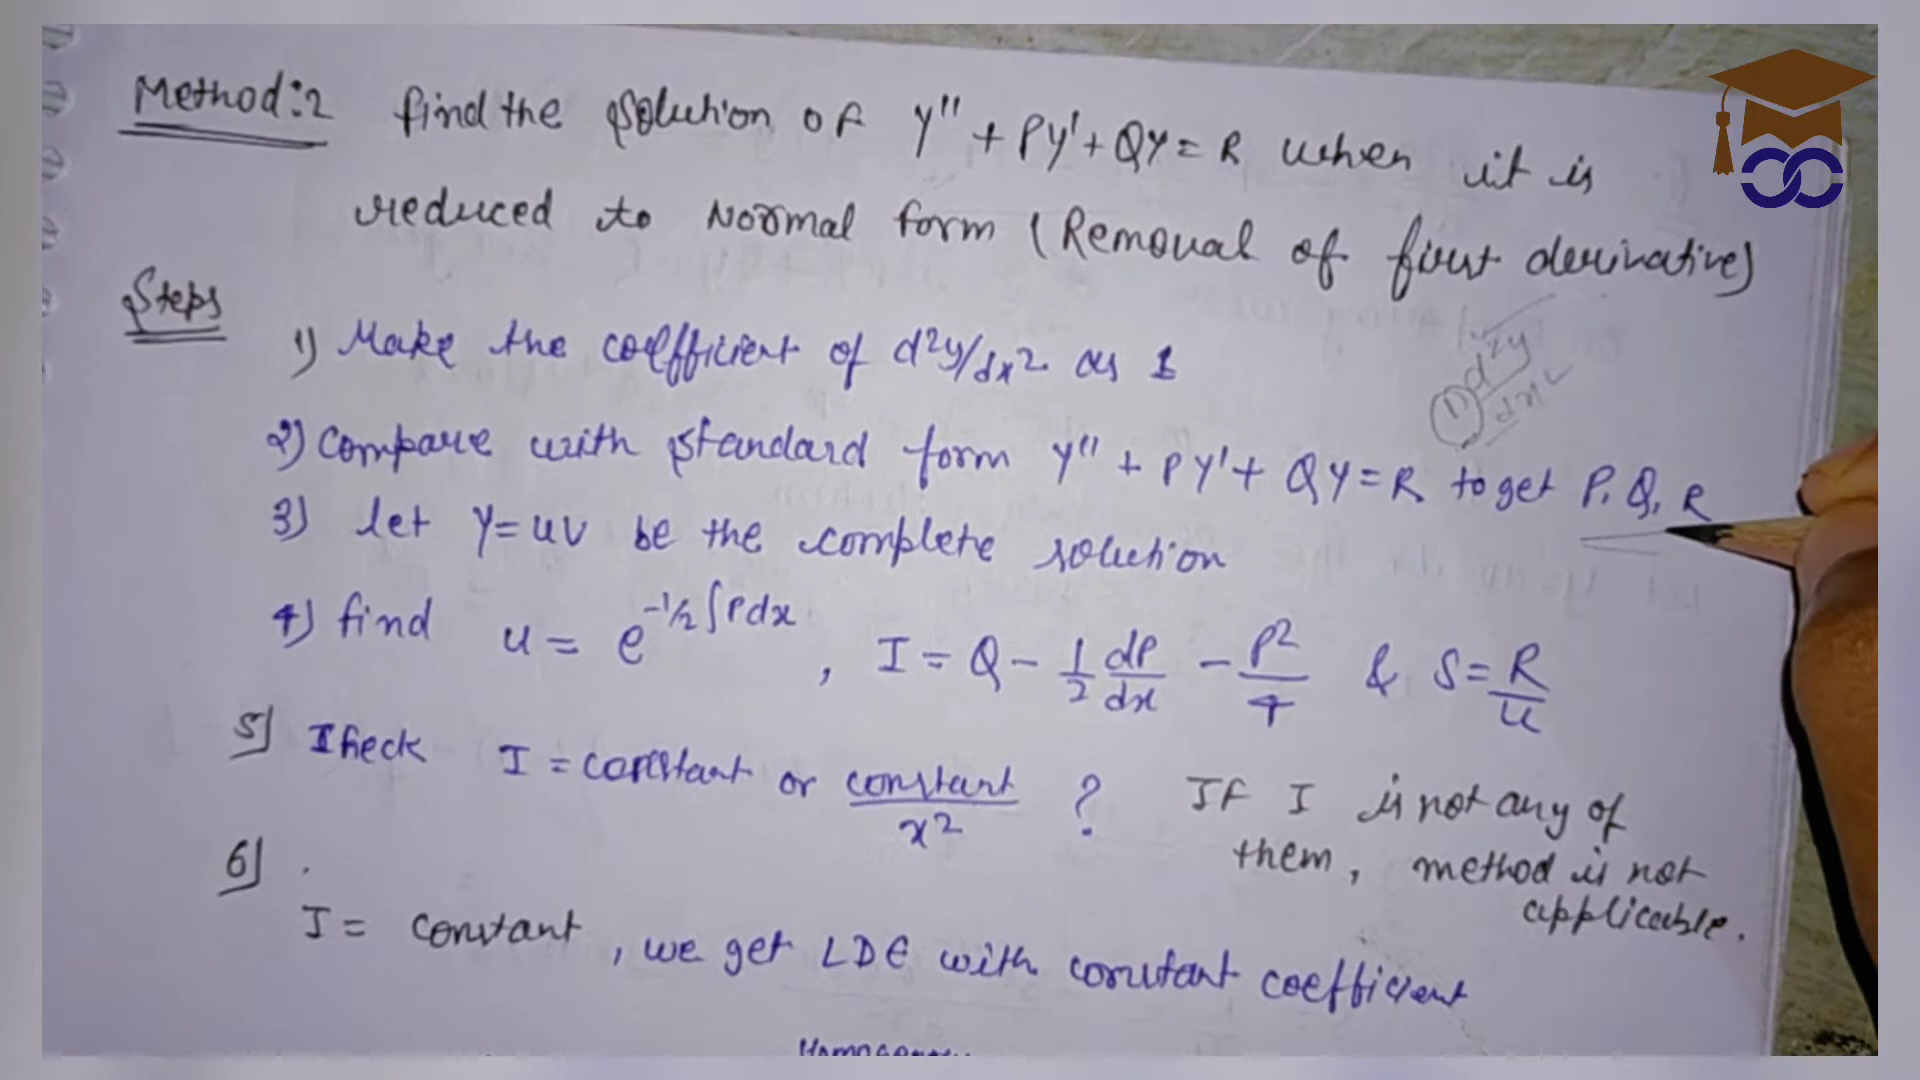 Method:2 find the solution of y'' + Py' + Qy = R when it is
reduced to Normal form (Removal of first derivative)
Steps
1) Make the coefficient of d²y/dx² as 1
① d²y/dx²
2) Compare with standard form y'' + Py' + Qy = R to get P, Q, R
3) let y = uv be the complete solution
4) find u = e^(-1/2 ∫Pdx), I = Q - 1/2 dP/dx - P²/4 & S = R/u
5) Check I = constant or constant/x² ? If I is not any of
them, method is not
applicable.
6) .
I = constant, we get LDE with constant coefficient